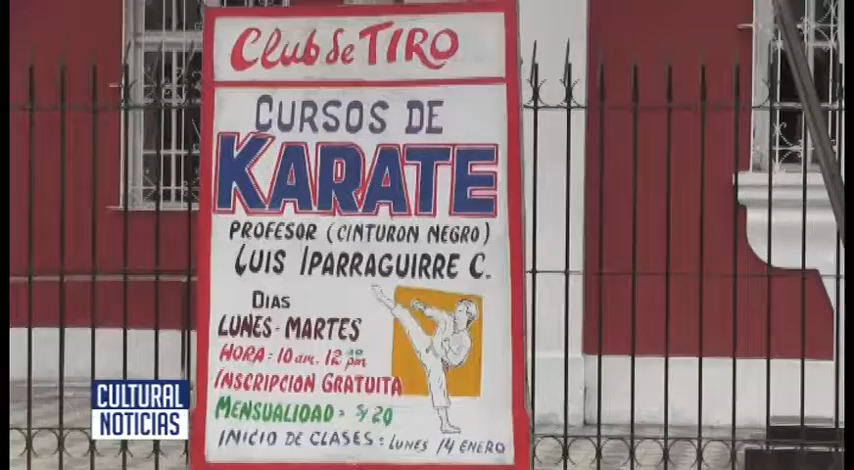 Club de TIRO
CURSOS DE
KARATE
PROFESOR (CINTURON NEGRO)
LUIS IPARRAGUIRRE C.
DIAS
LUNES - MARTES
HORA: 10 am. 12 30 pm
INSCRIPCION GRATUITA
MENSUALIDAD = S/ 20
INICIO DE CLASES: LUNES 14 ENERO
CULTURAL
NOTICIAS